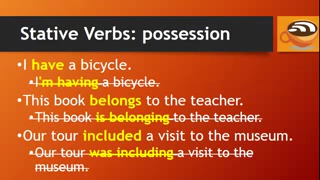 Stative Verbs: possession
•I have a bicycle.
▪I'm having a bicycle.
•This book belongs to the teacher.
▪This book is belonging to the teacher.
•Our tour included a visit to the museum.
▪Our tour was including a visit to the
museum.